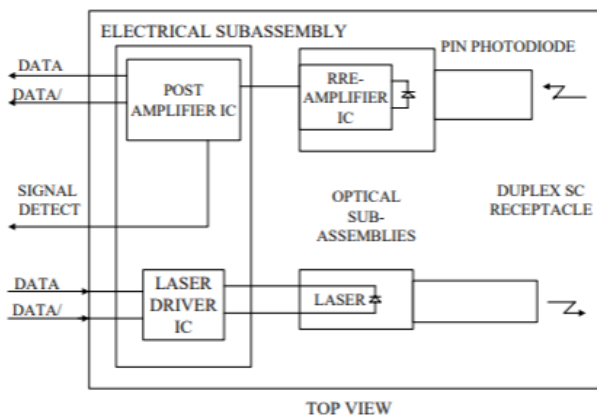 ELECTRICAL SUBASSEMBLY
PIN PHOTODIODE
DATA
DATA/
POST
AMPLIFIER IC
RRE-
AMPLIFIER
IC
SIGNAL
DETECT
OPTICAL
SUB-
ASSEMBLIES
DUPLEX SC
RECEPTACLE
DATA
DATA/
LASER
DRIVER
IC
LASER
TOP VIEW